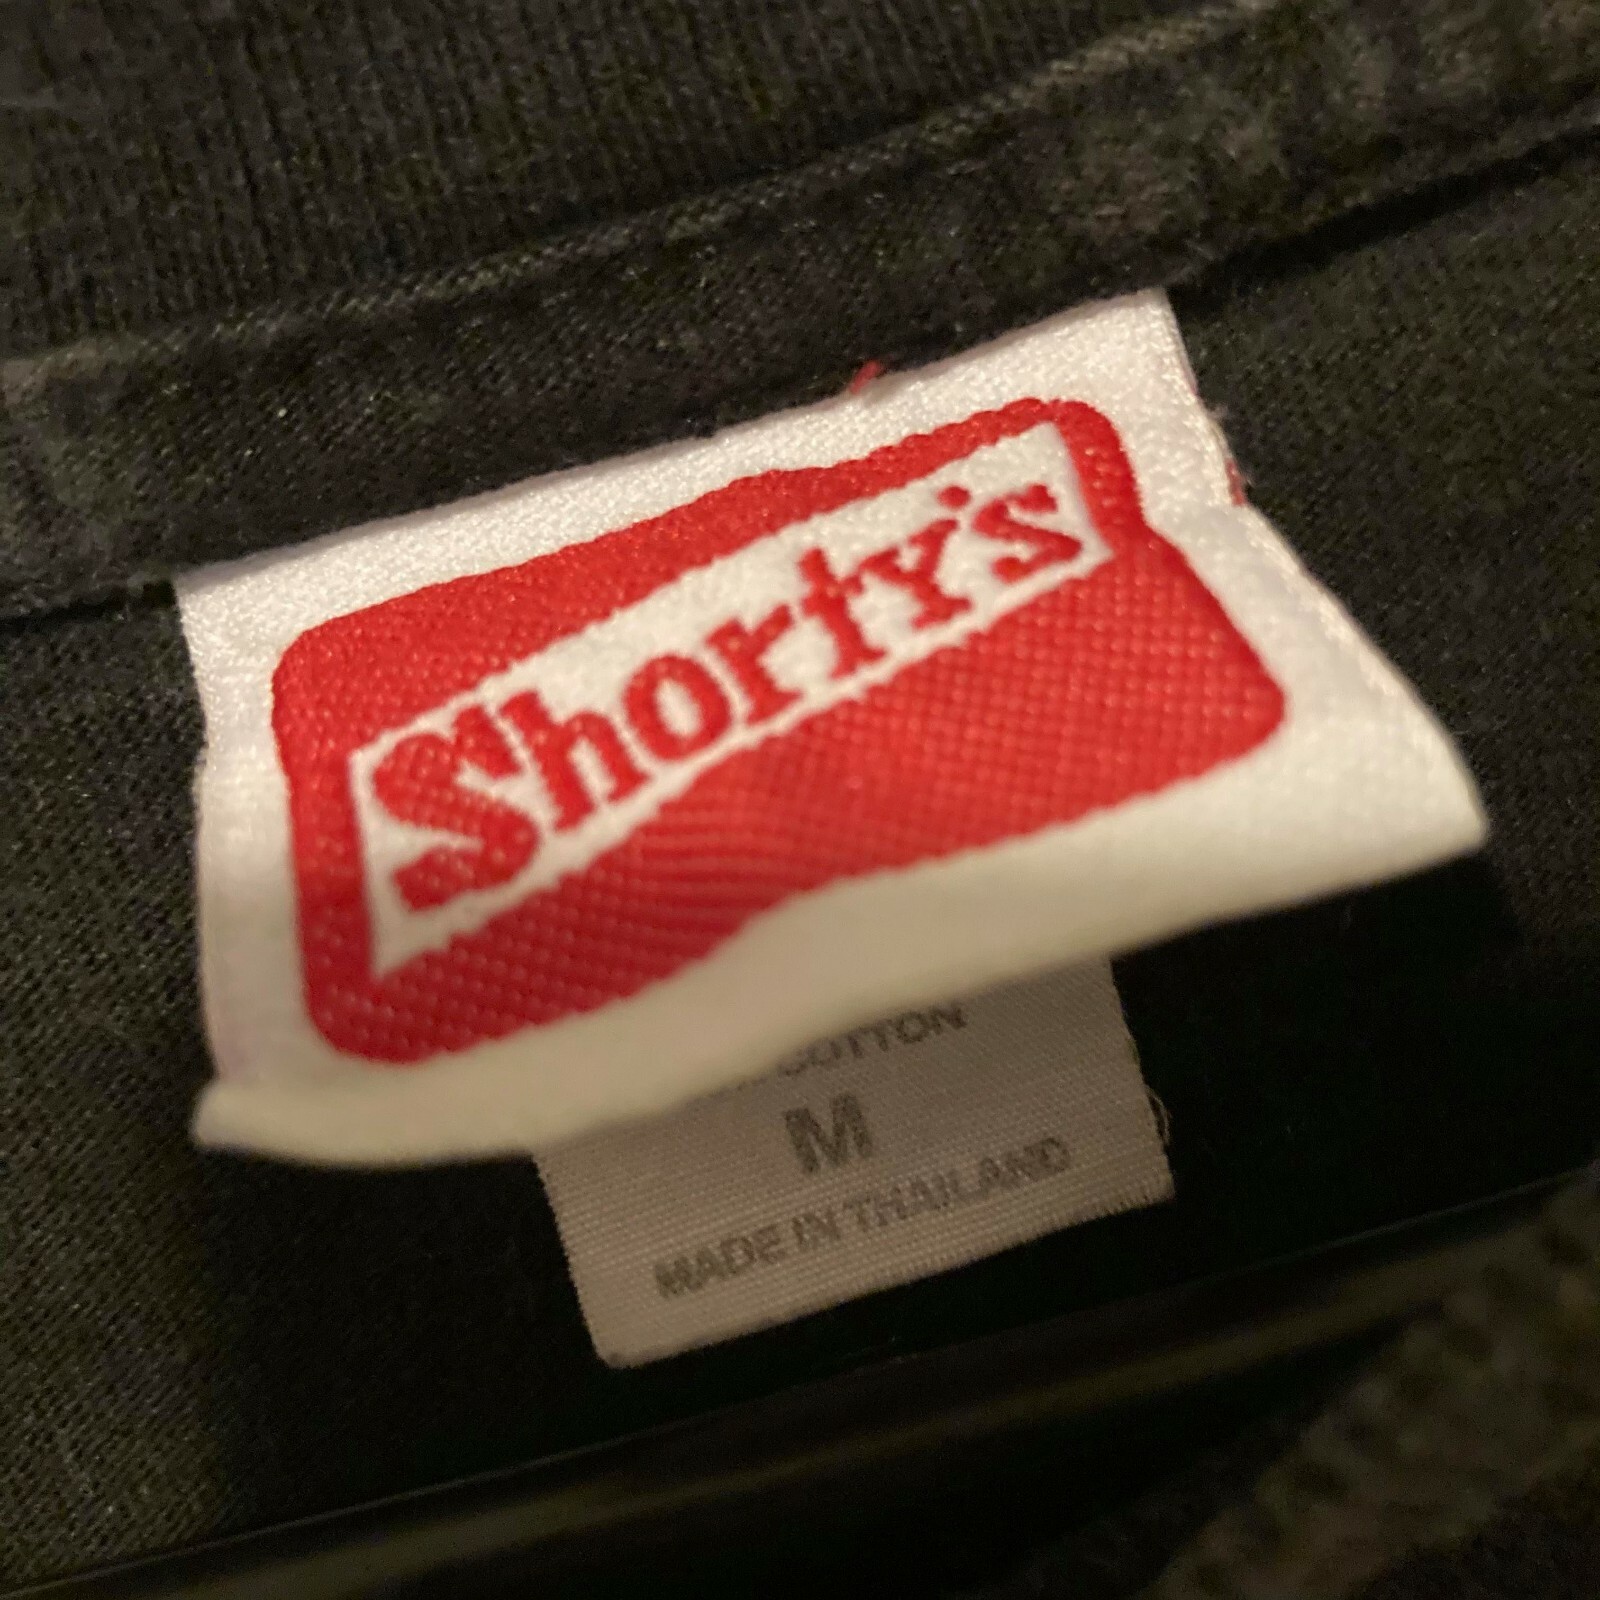 Shorty's
COTTON
M
MADE IN THAILAND